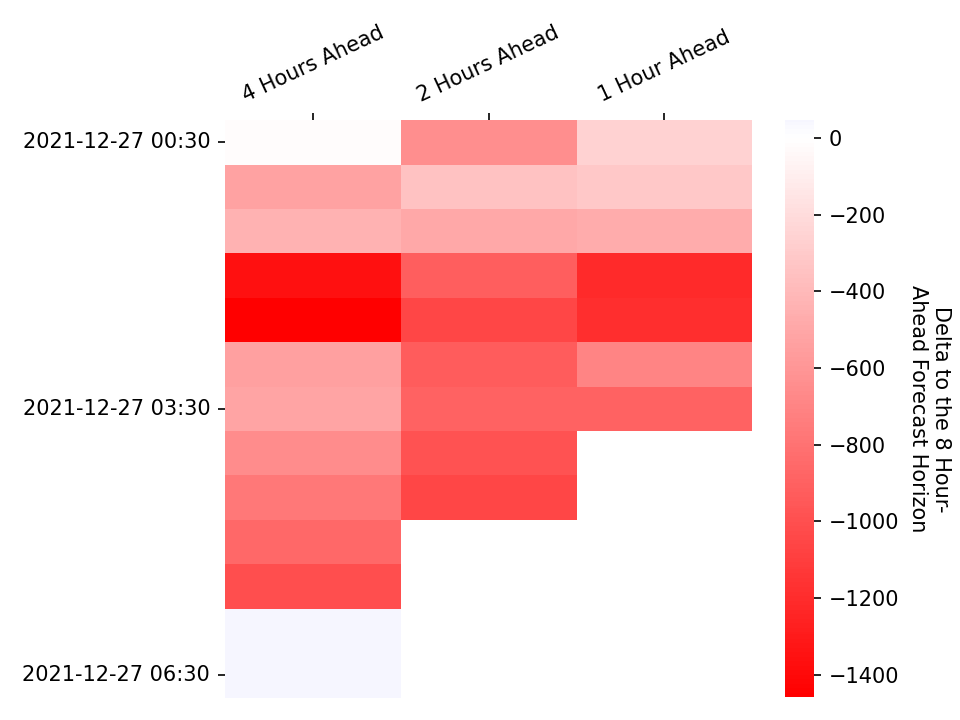 4 Hours Ahead
2 Hours Ahead
1 Hour Ahead
2021-12-27 00:30
2021-12-27 03:30
2021-12-27 06:30
0
−200
−400
−600
−800
−1000
−1200
−1400
Delta to the 8 Hour-
Ahead Forecast Horizon